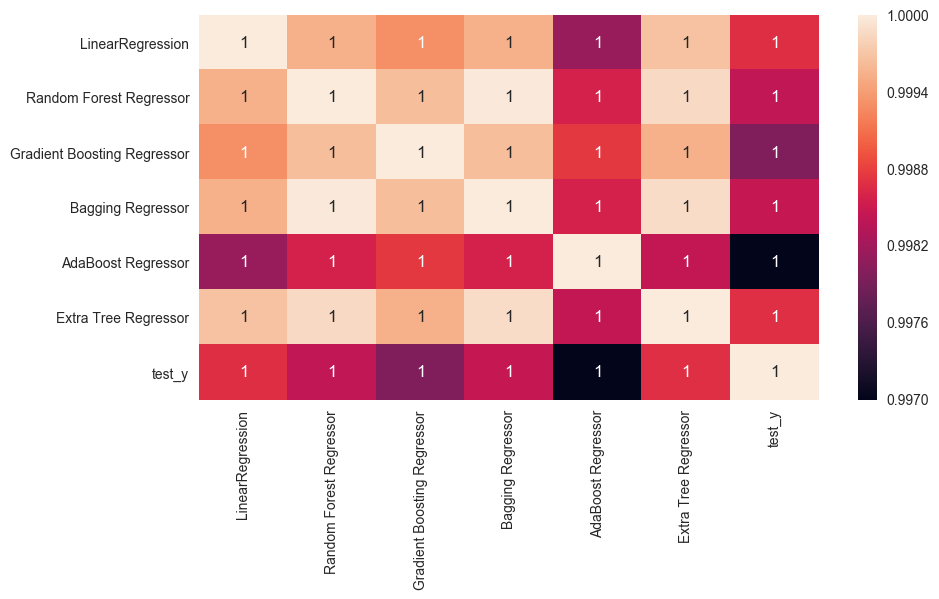 LinearRegression 1 1 1 1 1 1 1
Random Forest Regressor 1 1 1 1 1 1 1
Gradient Boosting Regressor 1 1 1 1 1 1 1
Bagging Regressor 1 1 1 1 1 1 1
AdaBoost Regressor 1 1 1 1 1 1 1
Extra Tree Regressor 1 1 1 1 1 1 1
test_y 1 1 1 1 1 1 1
LinearRegression
Random Forest Regressor
Gradient Boosting Regressor
Bagging Regressor
AdaBoost Regressor
Extra Tree Regressor
test_y
1.0000
0.9994
0.9988
0.9982
0.9976
0.9970